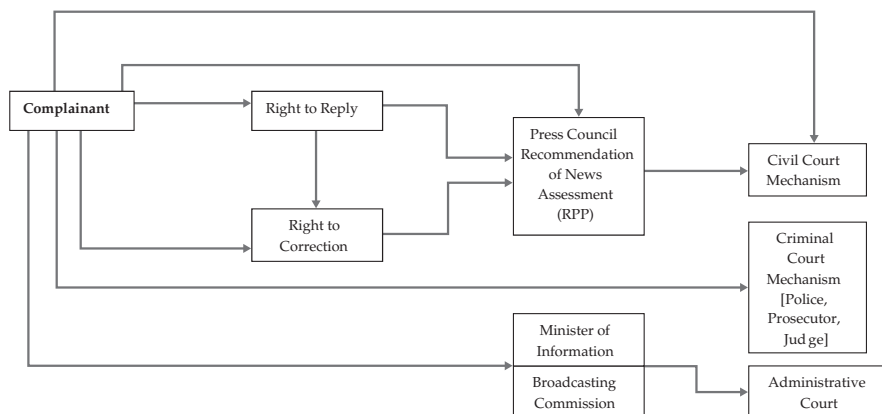 Complainant
Right to Reply
Right to
Correction
Press Council
Recommendation
of News
Assessment
(RPP)
Civil Court
Mechanism
Criminal
Court
Mechanism
[Police,
Prosecutor,
Jud ge]
Minister of
Information
Broadcasting
Commission
Administrative
Court